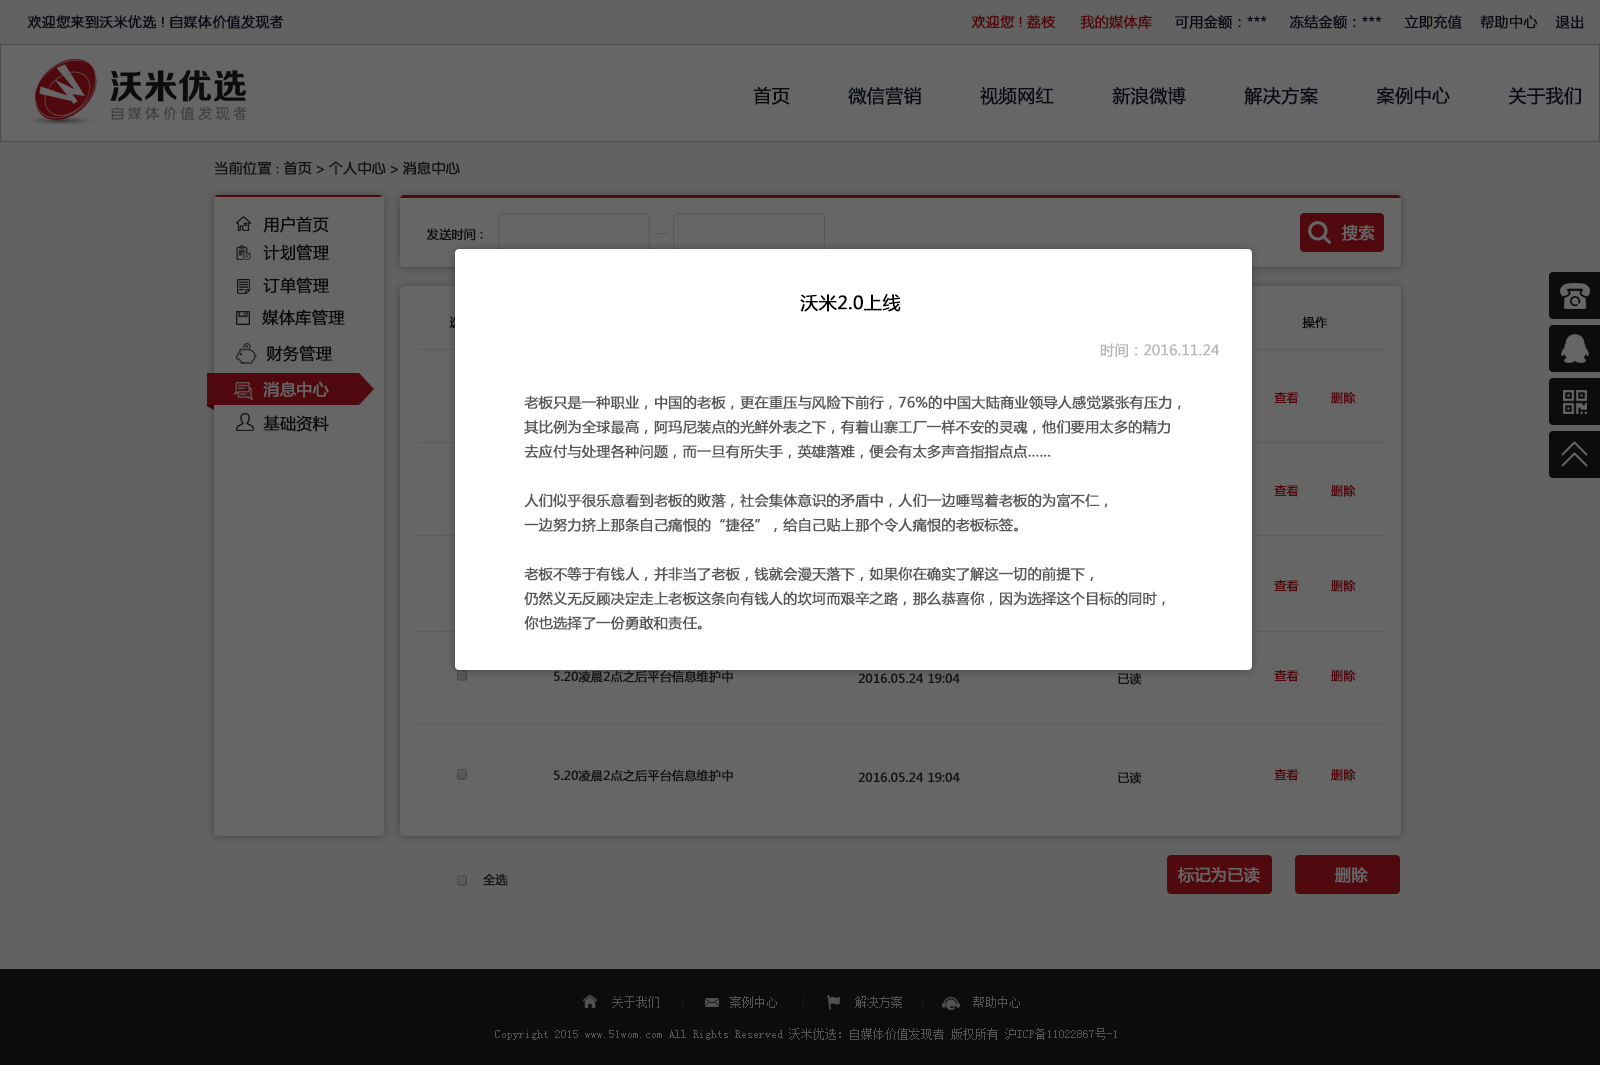 欢迎您来到沃米优选！自媒体价值发现者
欢迎您！荔枝 我的媒体库 可用金额：*** 冻结金额：*** 立即充值 帮助中心 退出
沃米优选
自媒体价值发现者
首页 微信营销 视频网红 新浪微博 解决方案 案例中心 关于我们
当前位置：首页 > 个人中心 > 消息中心
用户首页
计划管理
订单管理
媒体库管理
财务管理
消息中心
基础资料
发送时间：
搜索
操作
沃米2.0上线
时间：2016.11.24
老板只是一种职业，中国的老板，更在重压与风险下前行，76%的中国大陆商业领导人感觉紧张有压力，
其比例为全球最高，阿玛尼装点的光鲜外表之下，有着山寨工厂一样不安的灵魂，他们要用太多的精力
去应付与处理各种问题，而一旦有所失手，英雄落难，便会有太多声音指指点点......
人们似乎很乐意看到老板的败落，社会集体意识的矛盾中，人们一边唾骂着老板的为富不仁，
一边努力挤上那条自己痛恨的“捷径”，给自己贴上那个令人痛恨的老板标签。
老板不等于有钱人，并非当了老板，钱就会漫天落下，如果你在确实了解这一切的前提下，
仍然义无反顾决定走上老板这条向有钱人的坎坷而艰辛之路，那么恭喜你，因为选择这个目标的同时，
你也选择了一份勇敢和责任。
查看 删除
查看 删除
查看 删除
5.20凌晨2点之后平台信息维护中 2016.05.24 19:04 已读 查看 删除
5.20凌晨2点之后平台信息维护中 2016.05.24 19:04 已读 查看 删除
全选
标记为已读 删除
关于我们 案例中心 解决方案 帮助中心
Copyright 2015 www.51wom.com All Rights Reserved 沃米优选：自媒体价值发现者 版权所有 沪ICP备11022867号-1